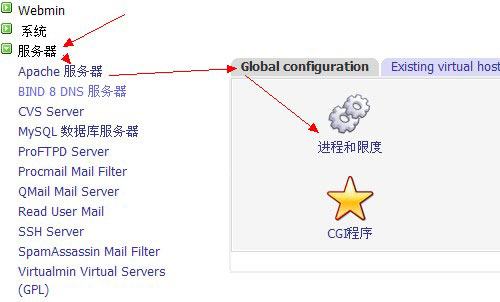 Webmin
系统
服务器
Apache 服务器
BIND 8 DNS 服务器
CVS Server
MySQL 数据库服务器
ProFTPD Server
Procmail Mail Filter
QMail Mail Server
Read User Mail
SSH Server
SpamAssassin Mail Filter
Virtualmin Virtual Servers
(GPL)
Global configuration
Existing virtual host
进程和限度
CGI程序